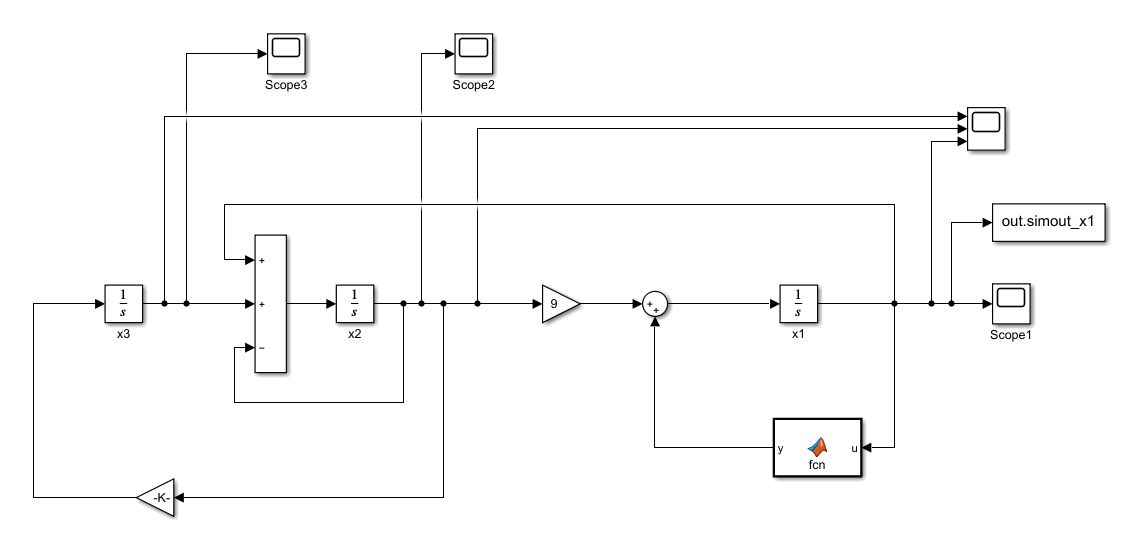 Scope3
Scope2
out.simout_x1
+
+
−
1
s
x3
1
s
x2
9
+
+
1
s
x1
Scope1
y
u
fcn
-K-